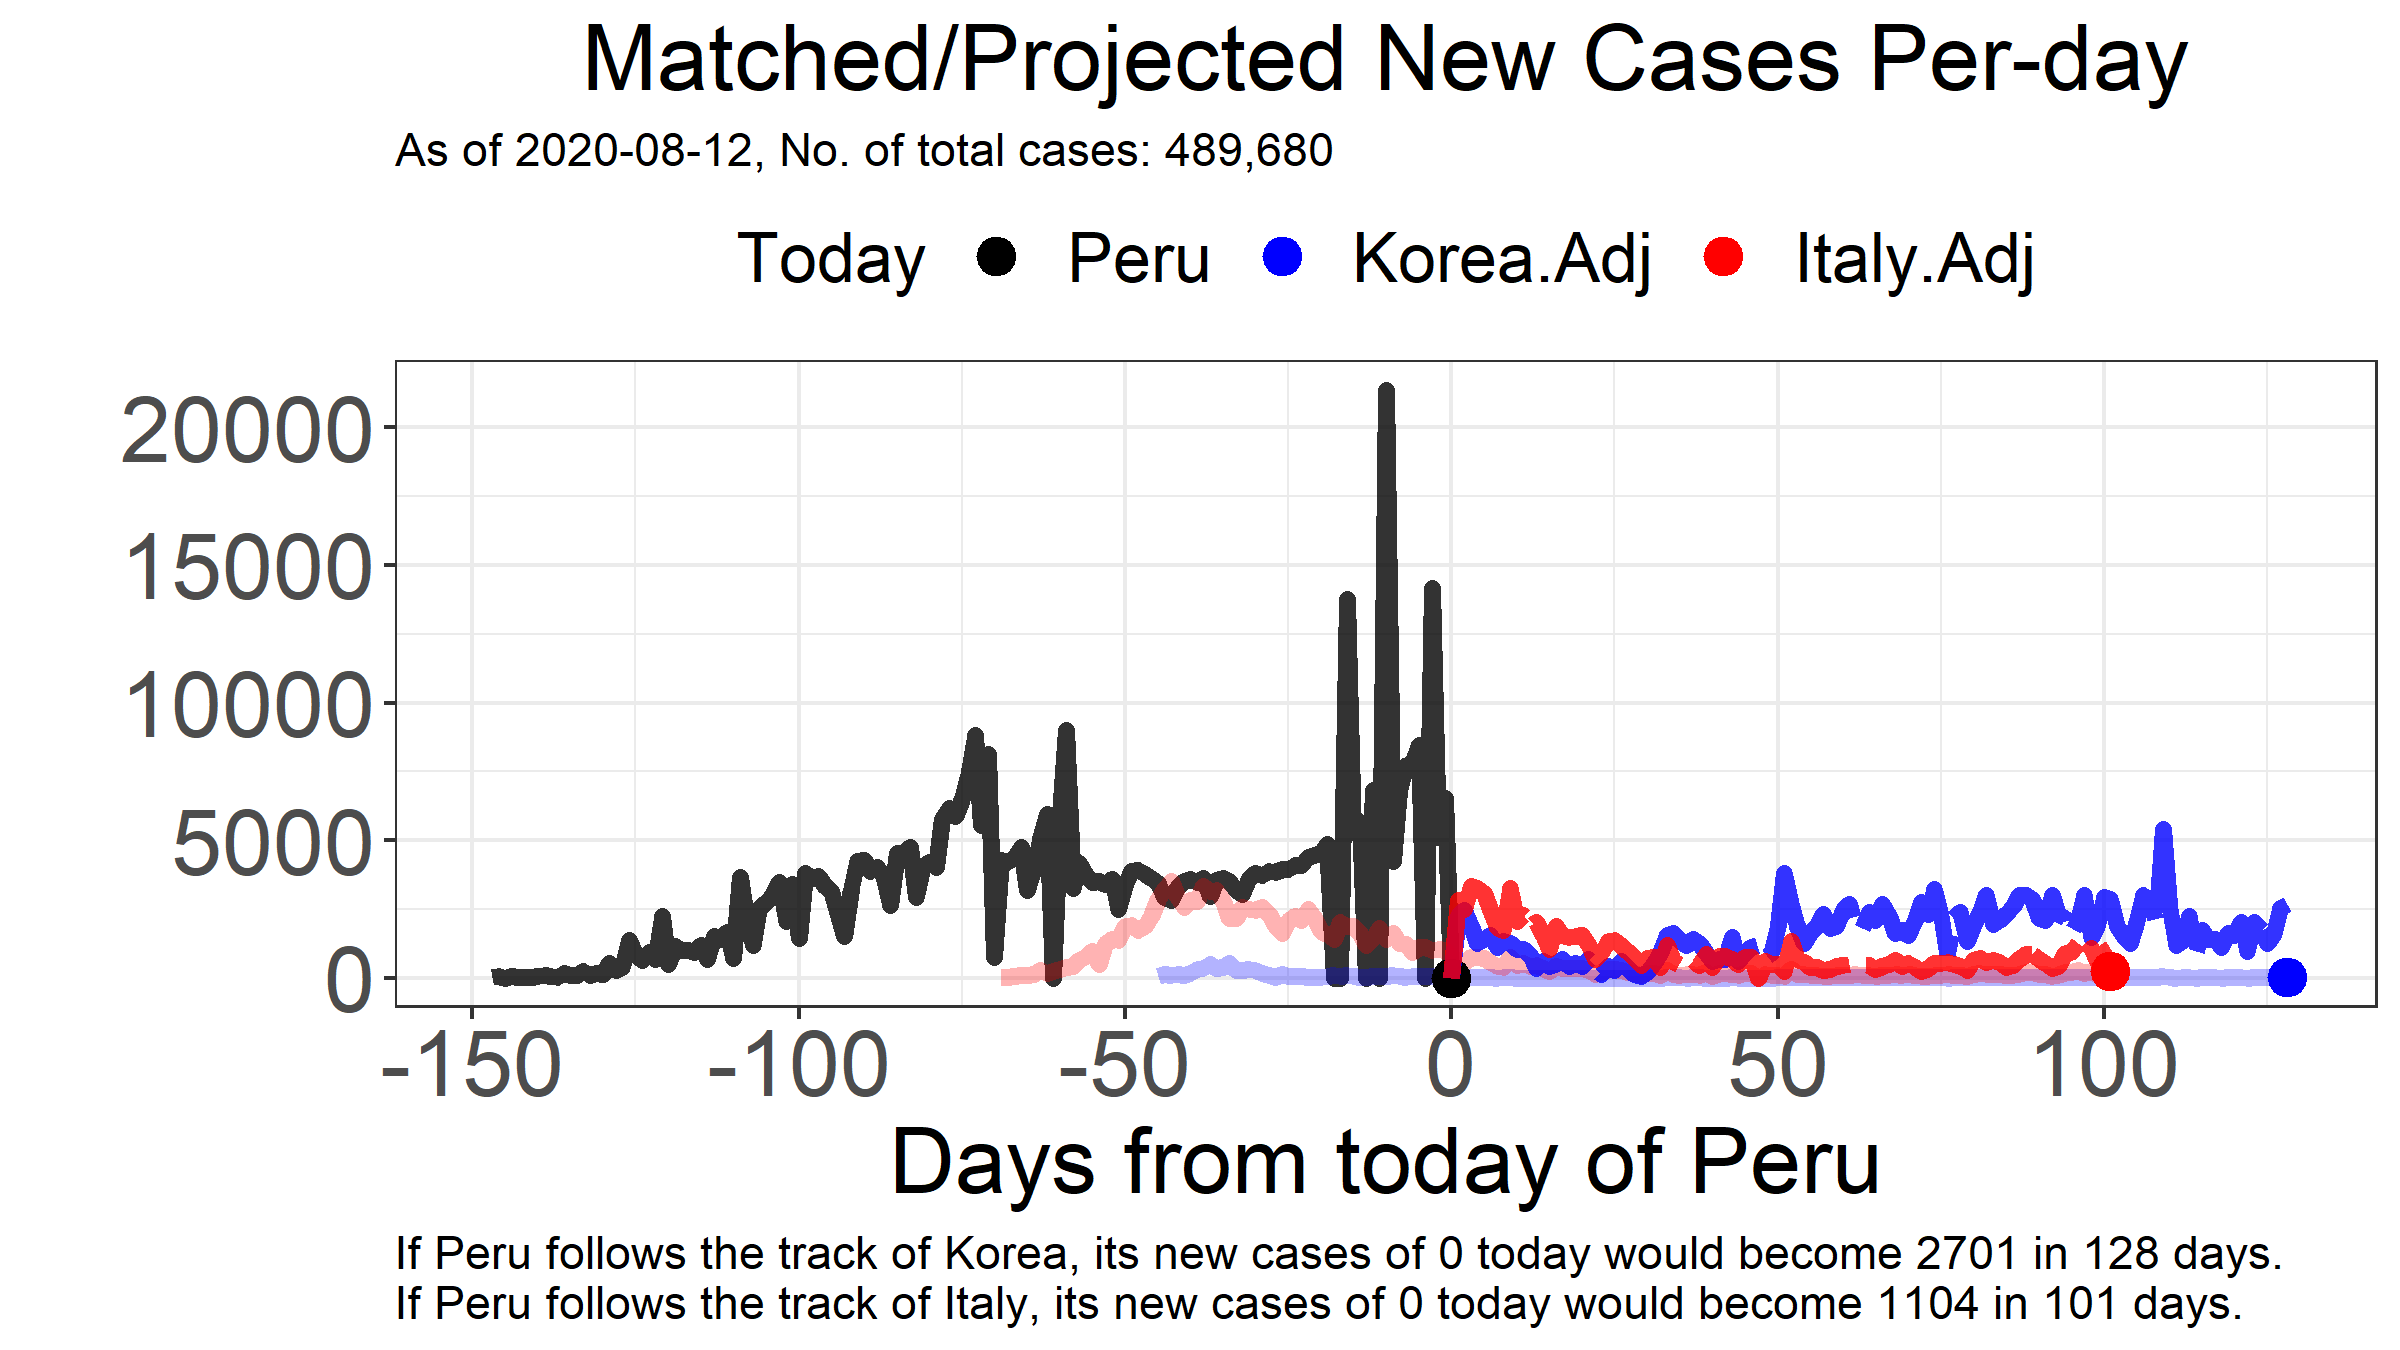 Matched/Projected New Cases Per-day
As of 2020-08-12, No. of total cases: 489,680
Today Peru Korea.Adj Italy.Adj
20000
15000
10000
5000
0
-150 -100 -50 0 50 100
Days from today of Peru
If Peru follows the track of Korea, its new cases of 0 today would become 2701 in 128 days.
If Peru follows the track of Italy, its new cases of 0 today would become 1104 in 101 days.